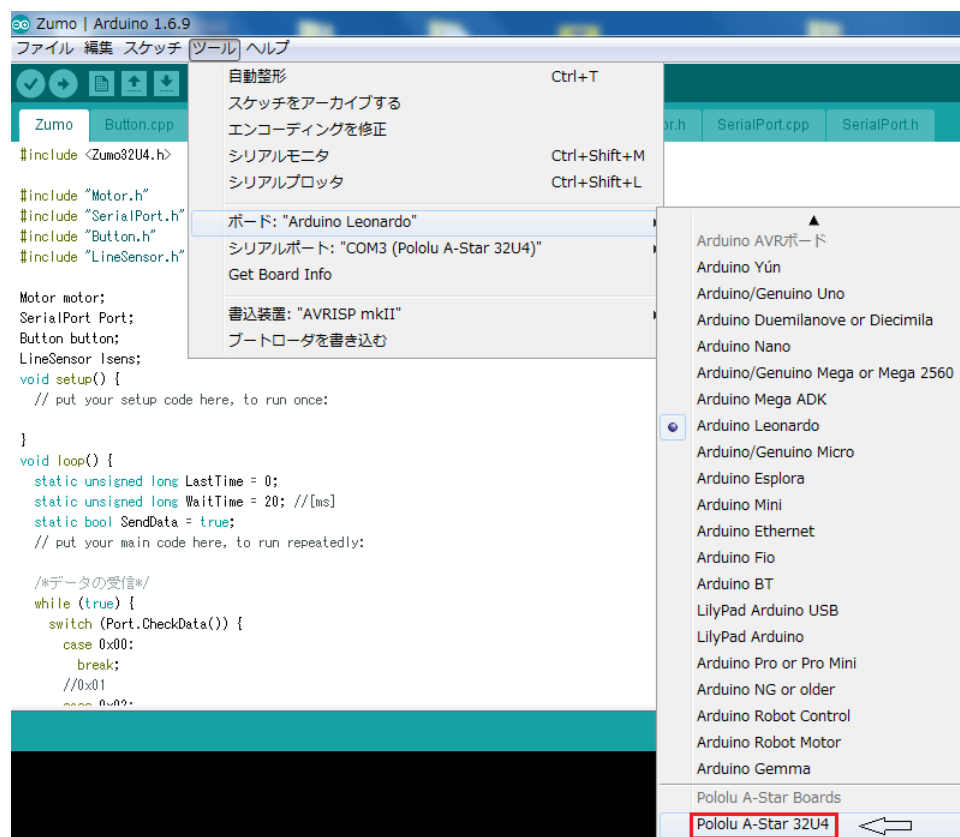 Zumo | Arduino 1.6.9
ファイル 編集 スケッチ ツール ヘルプ
Zumo Button.cpp or.h SerialPort.cpp SerialPort.h
自動整形 Ctrl+T
スケッチをアーカイブする
エンコーディングを修正
シリアルモニタ Ctrl+Shift+M
シリアルプロッタ Ctrl+Shift+L
ボード: "Arduino Leonardo"
シリアルポート: "COM3 (Pololu A-Star 32U4)"
Get Board Info
書込装置: "AVRISP mkII"
ブートローダを書き込む
#include <Zumo32U4.h>
#include "Motor.h"
#include "SerialPort.h"
#include "Button.h"
#include "LineSensor.h"
Motor motor;
SerialPort Port;
Button button;
LineSensor lsens;
void setup() {
// put your setup code here, to run once:
}
void loop() {
static unsigned long LastTime = 0;
static unsigned long WaitTime = 20; //[ms]
static bool SendData = true;
// put your main code here, to run repeatedly:
/*データの受信*/
while (true) {
switch (Port.CheckData()) {
case 0x00:
break;
//0x01
Arduino AVRボード
Arduino Yún
Arduino/Genuino Uno
Arduino Duemilanove or Diecimila
Arduino Nano
Arduino/Genuino Mega or Mega 2560
Arduino Mega ADK
Arduino Leonardo
Arduino/Genuino Micro
Arduino Esplora
Arduino Mini
Arduino Ethernet
Arduino Fio
Arduino BT
LilyPad Arduino USB
LilyPad Arduino
Arduino Pro or Pro Mini
Arduino NG or older
Arduino Robot Control
Arduino Robot Motor
Arduino Gemma
Pololu A-Star Boards
Pololu A-Star 32U4